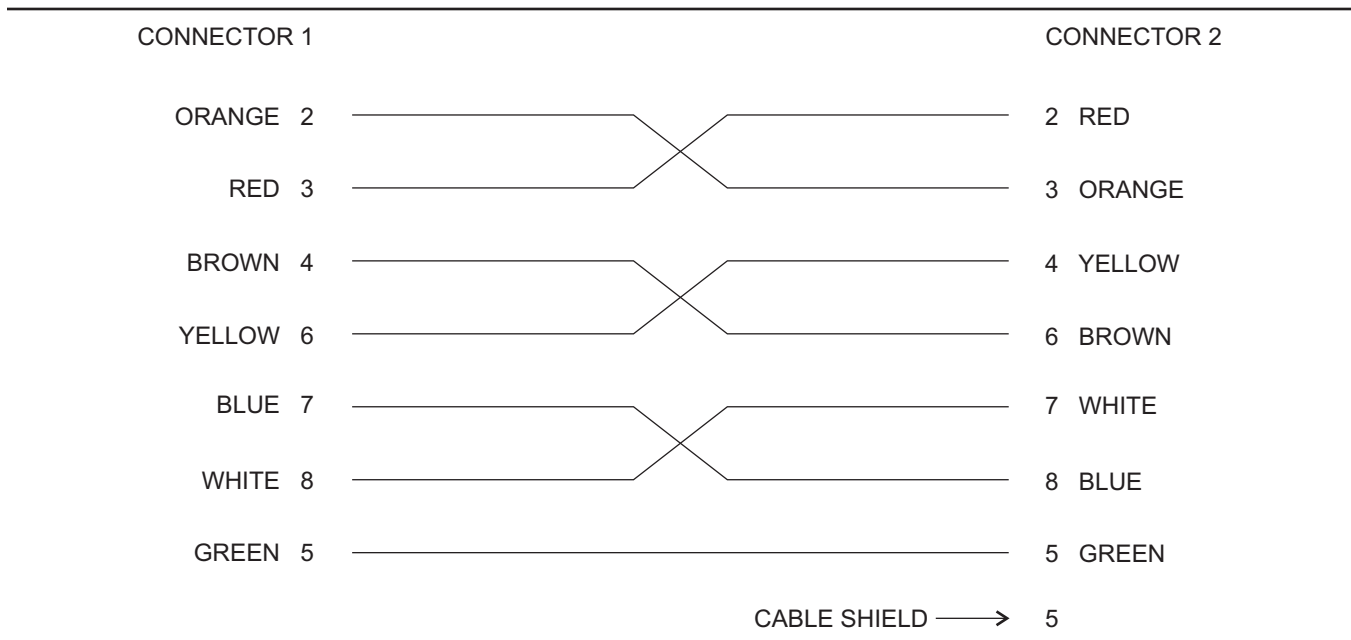 CONNECTOR 1 CONNECTOR 2
ORANGE 2 2 RED
RED 3 3 ORANGE
BROWN 4 4 YELLOW
YELLOW 6 6 BROWN
BLUE 7 7 WHITE
WHITE 8 8 BLUE
GREEN 5 5 GREEN
CABLE SHIELD 5